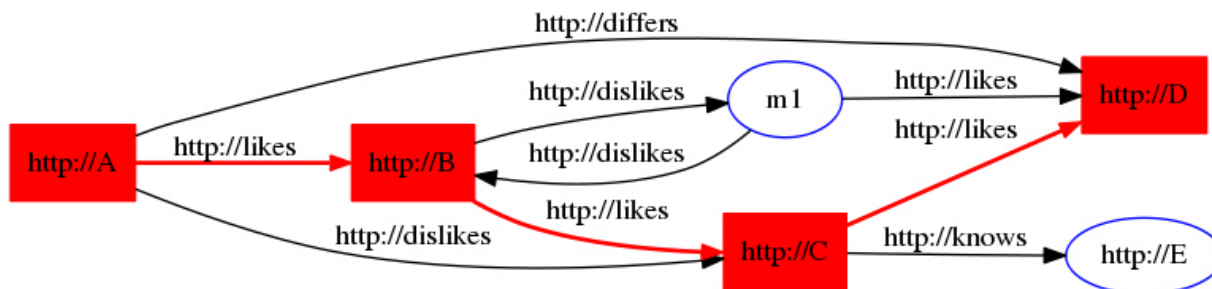 http://differs
http://dislikes
m1
http://likes
http://D
http://likes
http://A
http://likes
http://B
http://dislikes
http://likes
http://dislikes
http://C
http://knows
http://E